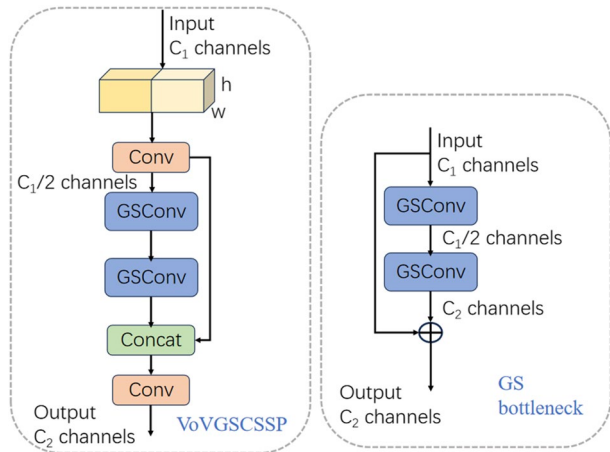 Input
C₁ channels
h
w
Conv
C₁/2 channels
GSConv
GSConv
Concat
Conv
Output
C₂ channels
VoVGSCSSP
Input
C₁ channels
GSConv
C₁/2 channels
GSConv
C₂ channels
Output
C₂ channels
GS
bottleneck